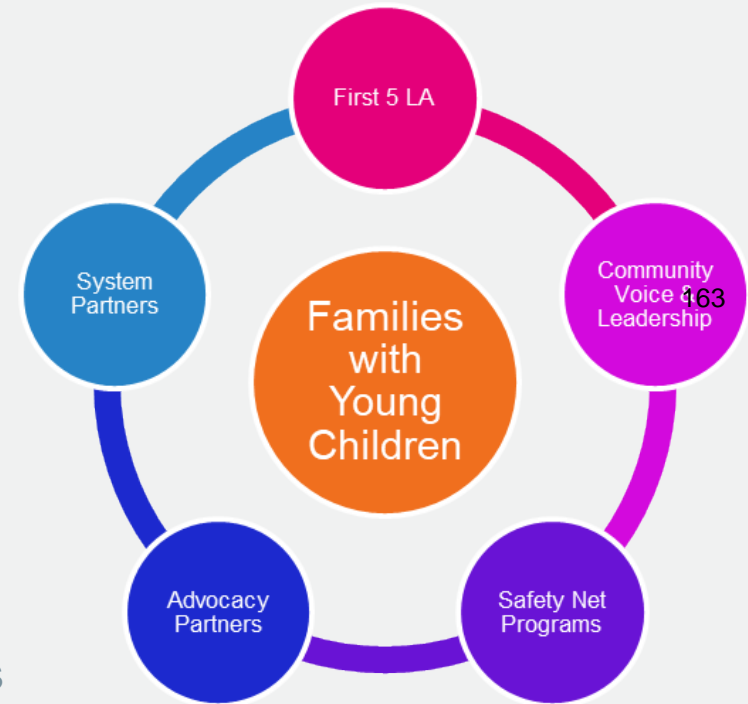 First 5 LA
Community
Voice &
163
Leadership
System
Partners
Families
with
Young
Children
Advocacy
Partners
Safety Net
Programs